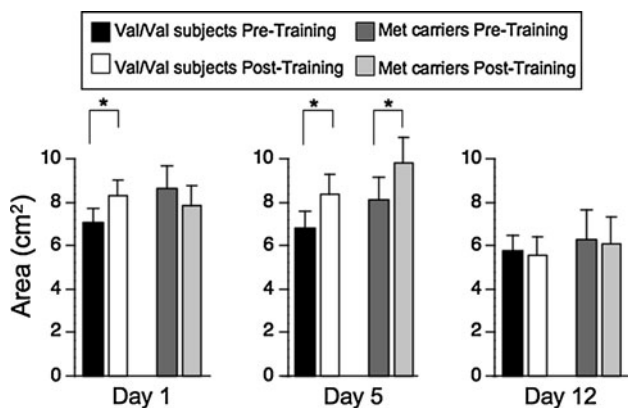 Val/Val subjects Pre-Training Met carriers Pre-Training
Val/Val subjects Post-Training Met carriers Post-Training
* * *
10 10 10
8 8 8
6 6 6
4 4 4
2 2 2
0 0 0
Area (cm²)
Day 1 Day 5 Day 12